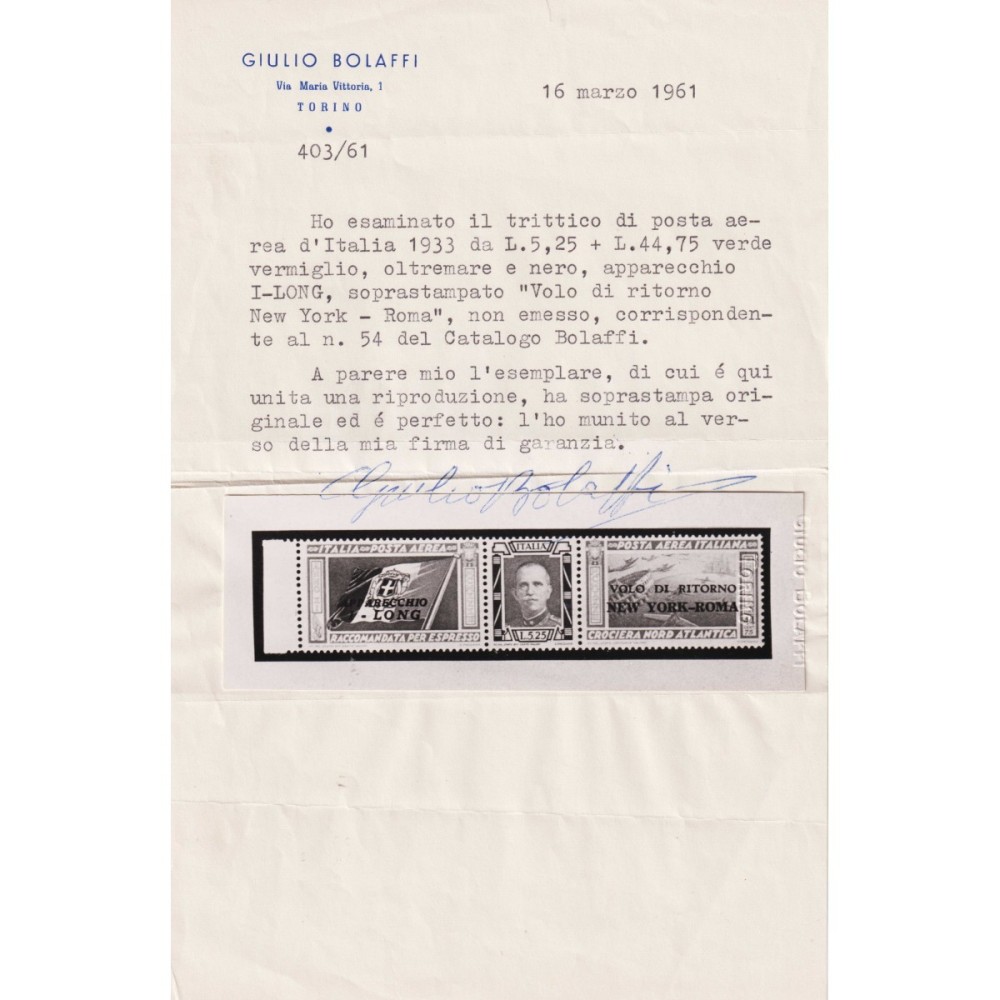 GIULIO BOLAFFI
Via Maria Vittoria, 1
TORINO
16 marzo 1961
403/61
Ho esaminato il trittico di posta ae-
rea d'Italia 1933 da L.5,25 + L.44,75 verde
vermiglio, oltremare e nero, apparecchio
I-LONG, soprastampato "Volo di ritorno
New York - Roma", non emesso, corrisponden-
te al n. 54 del Catalogo Bolaffi.
A parere mio l'esemplare, di cui é qui
unita una riproduzione, ha soprastampa ori-
ginale ed é perfetto: l'ho munito al ver-
so della mia firma di garanzia.
Giulio Bolaffi
ITALIA POSTA AEREA
APPARECCHIO
I-LONG
RACCOMANDATA PER ESPRESSO
ITALIA
L.5.25
POSTA AEREA ITALIANA
VOLO DI RITORNO
NEW YORK-ROMA
CROCIERA NORD ATLANTICA
GIULIO BOLAFFI
TORINO